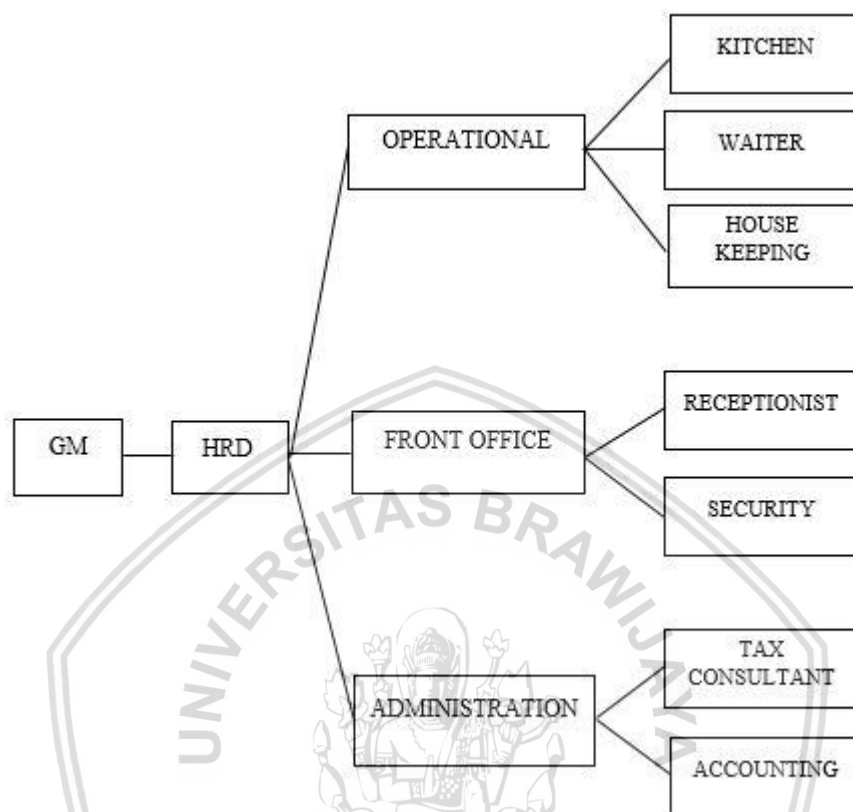 KITCHEN
OPERATIONAL
WAITER
HOUSE
KEEPING
RECEPTIONIST
GM
HRD
FRONT OFFICE
SECURITY
UNIVERSITAS BRAWIJAYA
TAX
CONSULTANT
ADMINISTRATION
ACCOUNTING